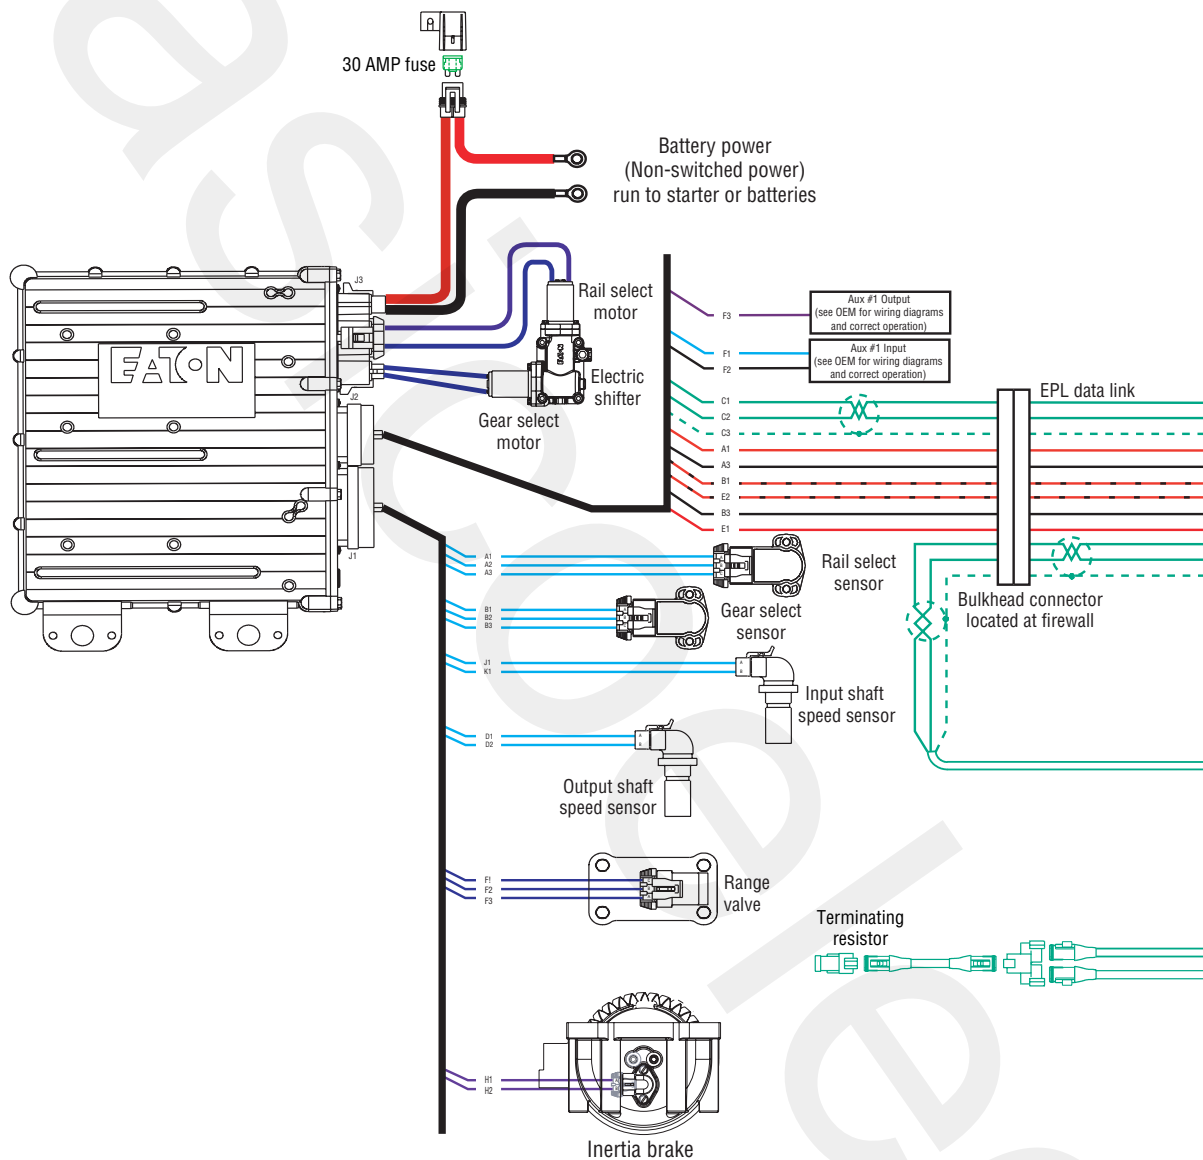 30 AMP fuse
Battery power
(Non-switched power)
run to starter or batteries
J3
Rail select
motor
F3
Aux #1 Output
(see OEM for wiring diagrams
and correct operation)
F1
F2
Aux #1 Input
(see OEM for wiring diagrams
and correct operation)
EATON
Electric
shifter
J2
Gear select
motor
C1
C2
C3
A1
A3
B1
E2
B3
E1
EPL data link
J1
A1
A2
A3
Rail select
sensor
Bulkhead connector
located at firewall
B1
B2
B3
Gear select
sensor
J1
K1
A
B
Input shaft
speed sensor
D1
D2
A
B
Output shaft
speed sensor
F!
F2
F3
Range
valve
Terminating
resistor
H1
H2
Inertia brake